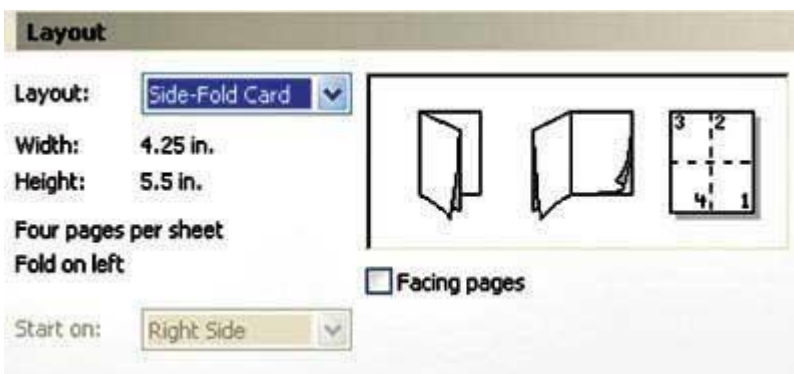 Layout
Layout: Side-Fold Card
Width: 4.25 in.
Height: 5.5 in.
Four pages per sheet
Fold on left
3 2
4 1
Facing pages
Start on: Right Side